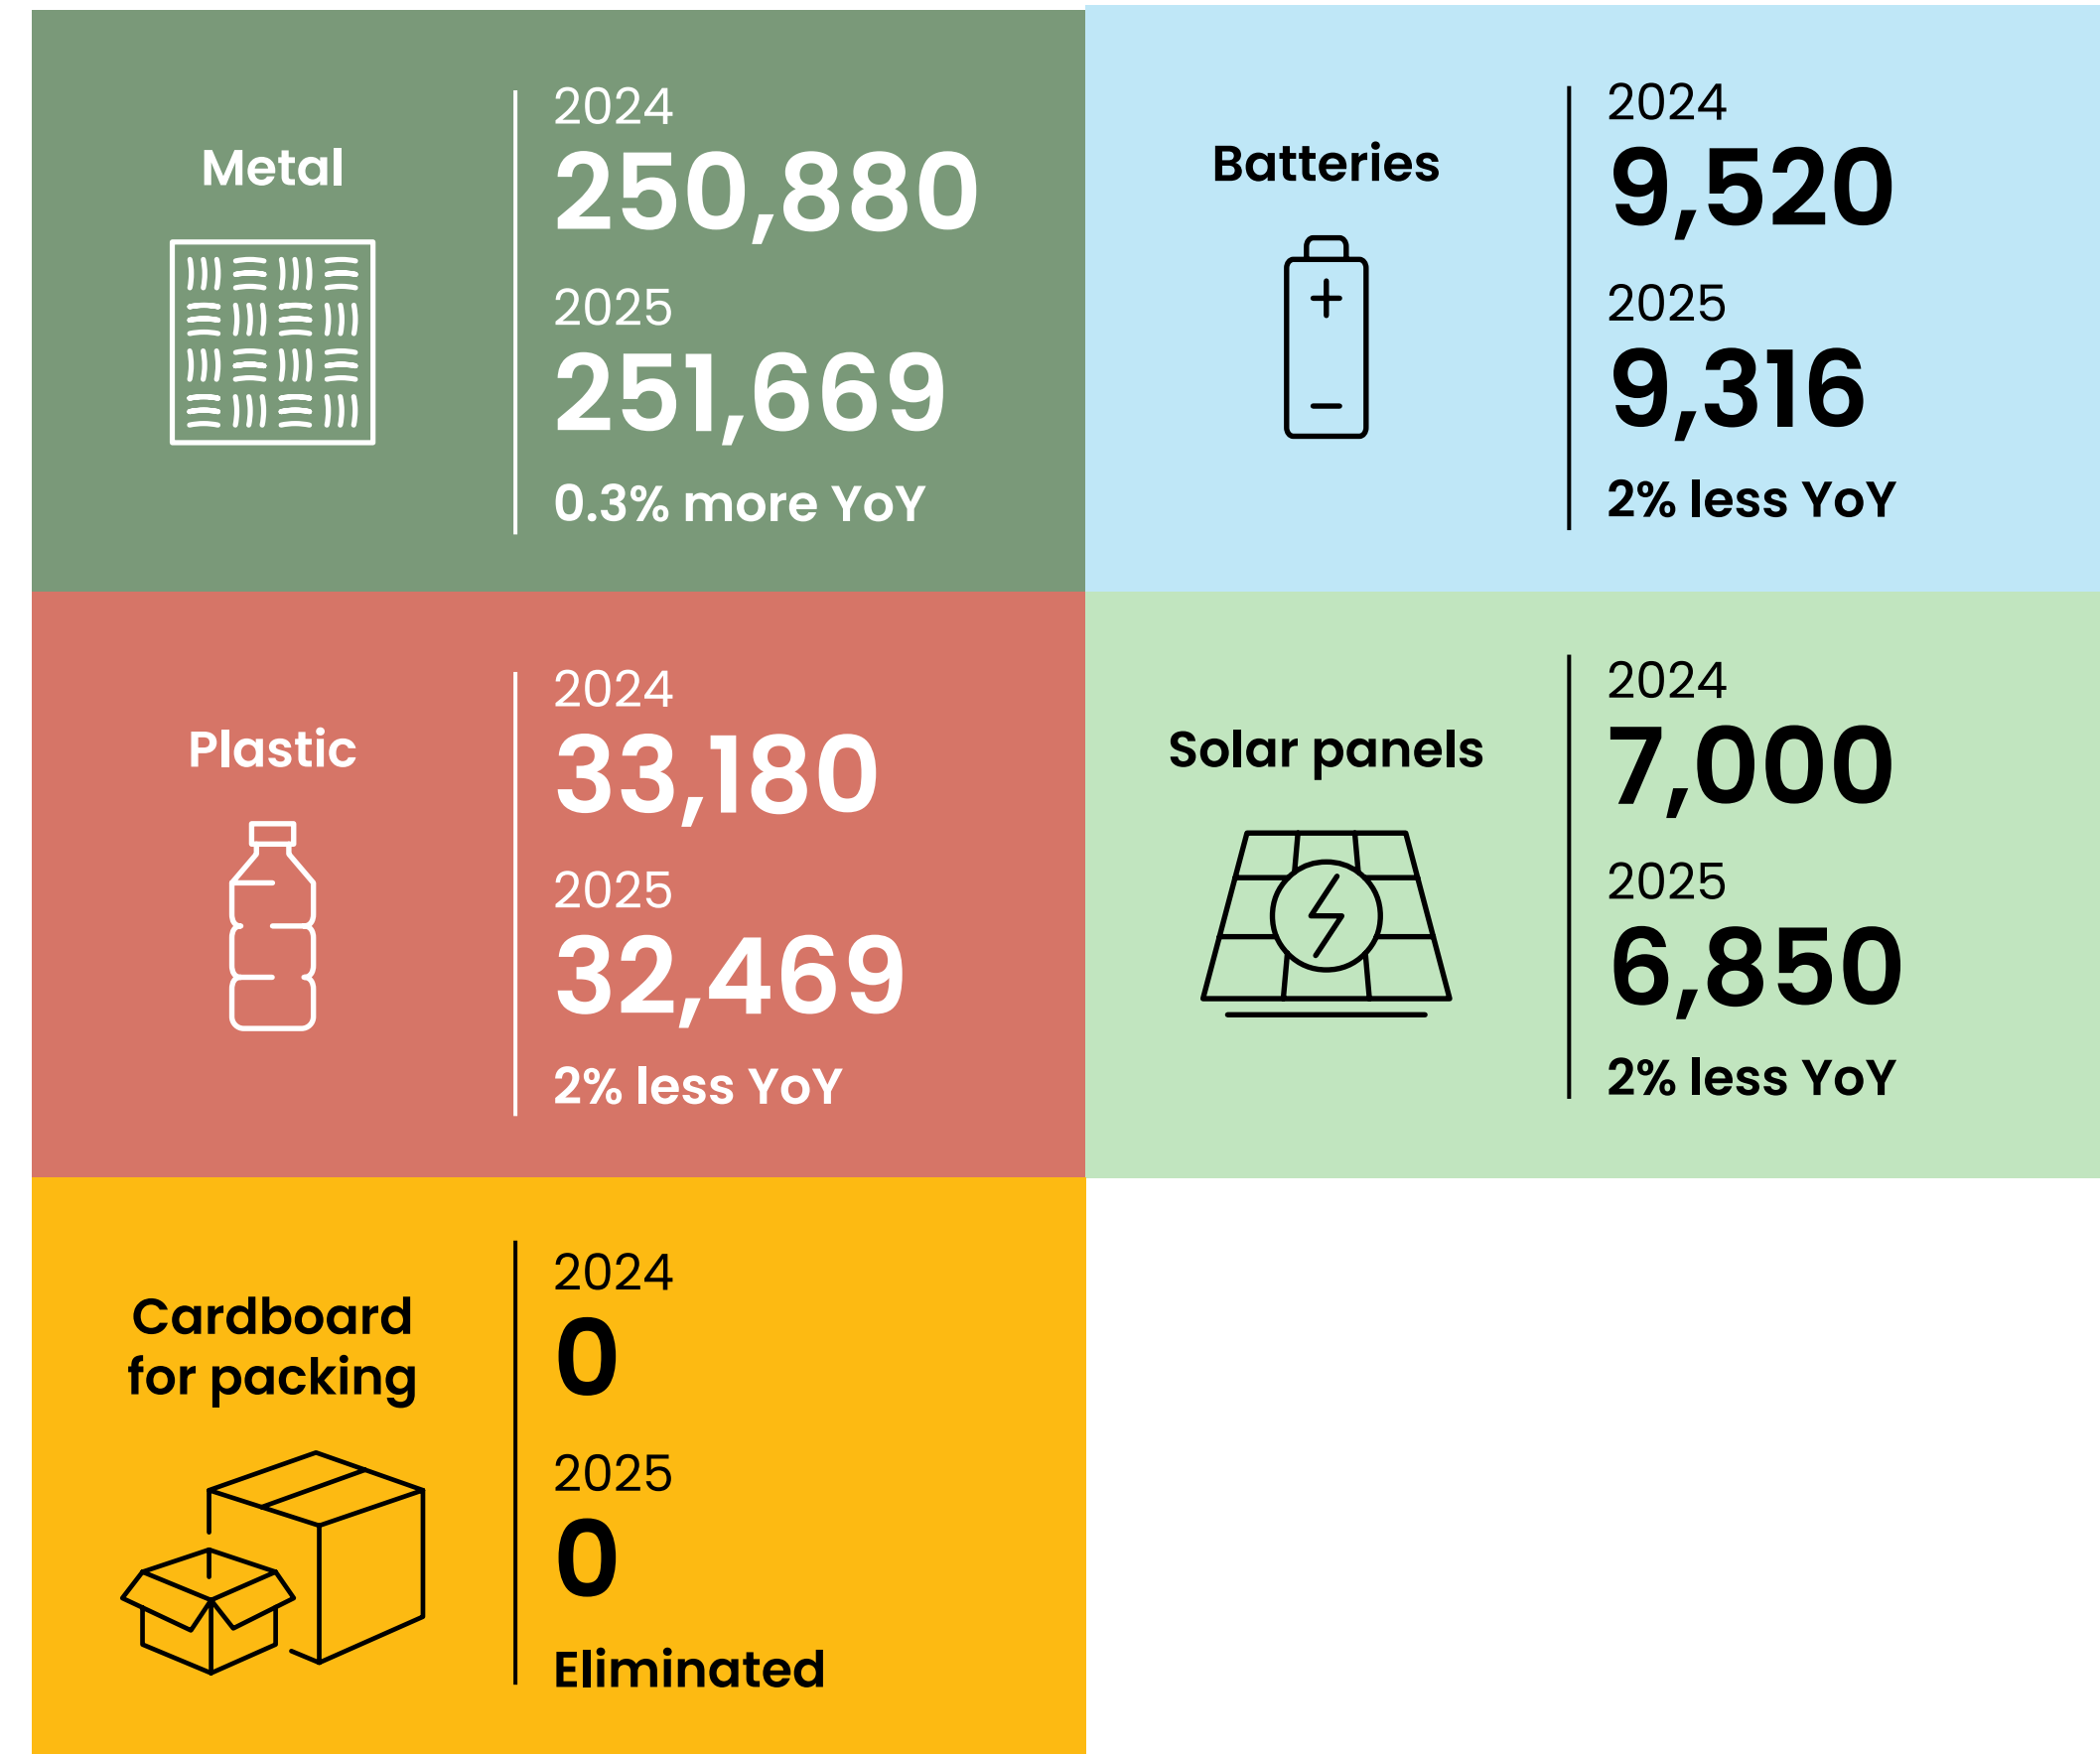 Metal
2024
250,880
2025
251,669
0.3% more YoY
Batteries
2024
9,520
2025
9,316
2% less YoY
Plastic
2024
33,180
2025
32,469
2% less YoY
Solar panels
2024
7,000
2025
6,850
2% less YoY
Cardboard
for packing
2024
0
2025
0
Eliminated